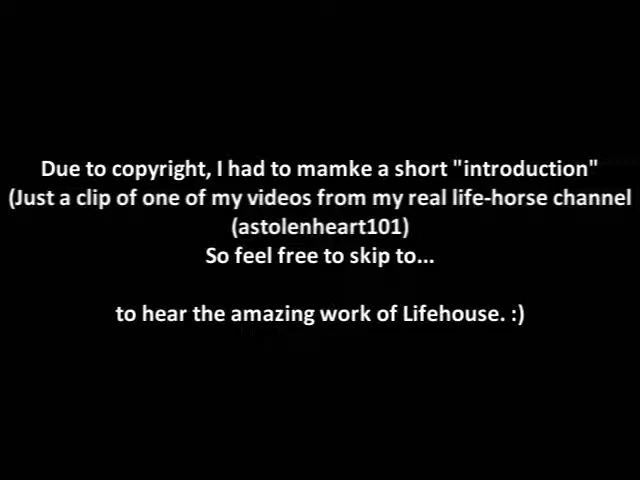 Due to copyright, I had to mamke a short "introduction"
(Just a clip of one of my videos from my real life-horse channel
(astolenheart101)
So feel free to skip to...
to hear the amazing work of Lifehouse. :)